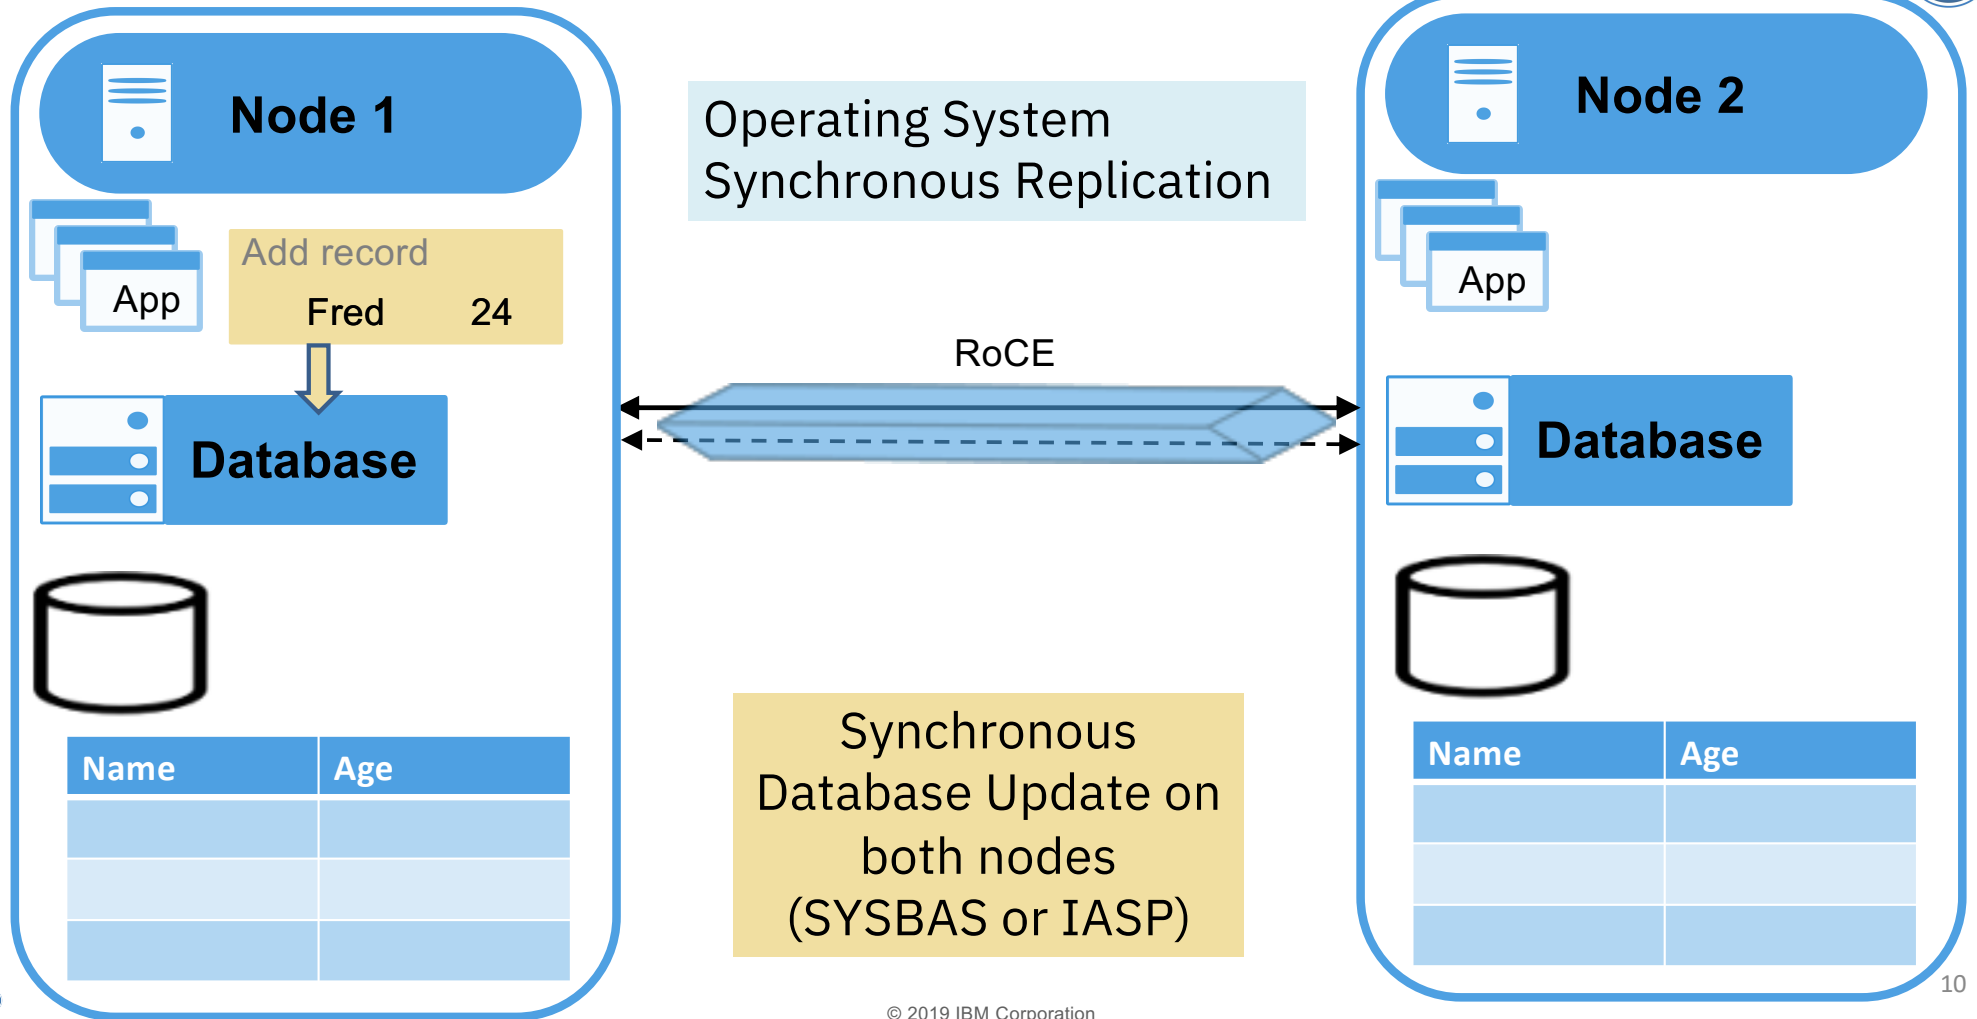 Node 1
Add record
Fred 24
App
Database
Name Age
Operating System
Synchronous Replication
RoCE
Synchronous
Database Update on
both nodes
(SYSBAS or IASP)
Node 2
App
Database
Name Age
10
© 2019 IBM Corporation